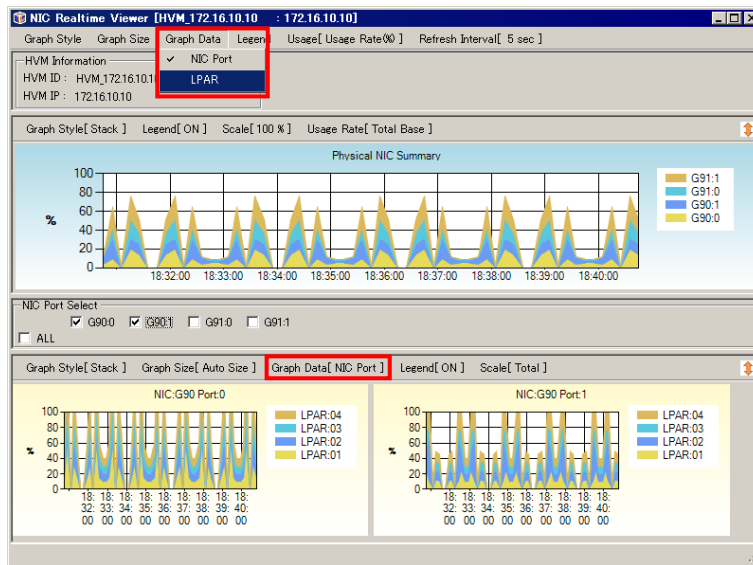 NIC Realtime Viewer [HVM_172.16.10.10 : 172.16.10.10]
Graph Style Graph Size Graph Data Legend Usage[ Usage Rate(%) ] Refresh Interval[ 5 sec ]
✓ NIC Port
LPAR
HVM Information
HVM ID : HVM_172.16.10.10
HVM IP : 172.16.10.10
Graph Style[ Stack ] Legend[ ON ] Scale[ 100 % ] Usage Rate[ Total Base ]
Physical NIC Summary
100
80
60
40
20
0
%
18:32:00 18:33:00 18:34:00 18:35:00 18:36:00 18:37:00 18:38:00 18:39:00 18:40:00
G91:1
G91:0
G90:1
G90:0
NIC Port Select
G90:0 G90:1 G91:0 G91:1
ALL
Graph Style[ Stack ] Graph Size[ Auto Size ] Graph Data[ NIC Port ] Legend[ ON ] Scale[ Total ]
NIC:G90 Port:0
100
80
60
40
20
0
%
18: 18: 18: 18: 18: 18: 18: 18: 18:
32: 33: 34: 35: 36: 37: 38: 39: 40:
00 00 00 00 00 00 00 00 00
LPAR:04
LPAR:03
LPAR:02
LPAR:01
NIC:G90 Port:1
100
80
60
40
20
0
%
18: 18: 18: 18: 18: 18: 18: 18: 18:
32: 33: 34: 35: 36: 37: 38: 39: 40:
00 00 00 00 00 00 00 00 00
LPAR:04
LPAR:03
LPAR:02
LPAR:01